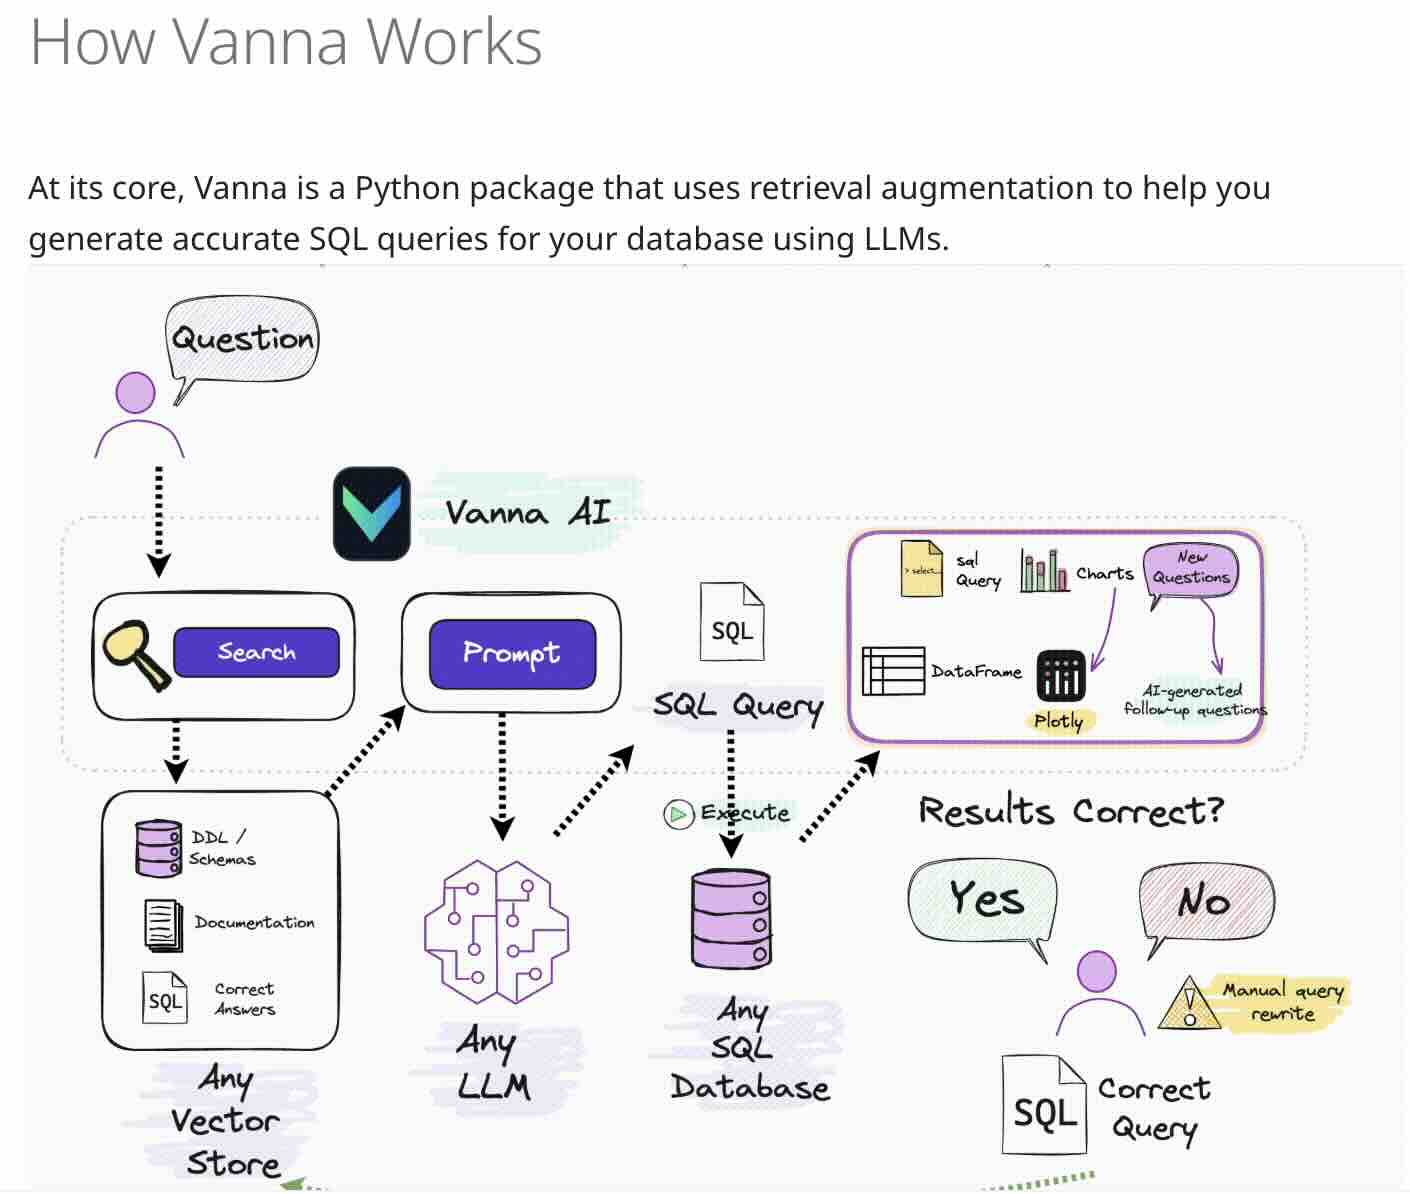 How Vanna Works
At its core, Vanna is a Python package that uses retrieval augmentation to help you
generate accurate SQL queries for your database using LLMs.
Question
Vanna AI
Search
Prompt
SQL
SQL Query
> select...
sql
Query
Charts
New
Questions
DataFrame
Plotly
AI-generated
follow-up questions
DDL /
Schemas
Documentation
SQL
Correct
Answers
Any
Vector
Store
Any
LLM
Execute
Any
SQL
Database
Results Correct?
Yes
No
Manual query
rewrite
SQL
Correct
Query